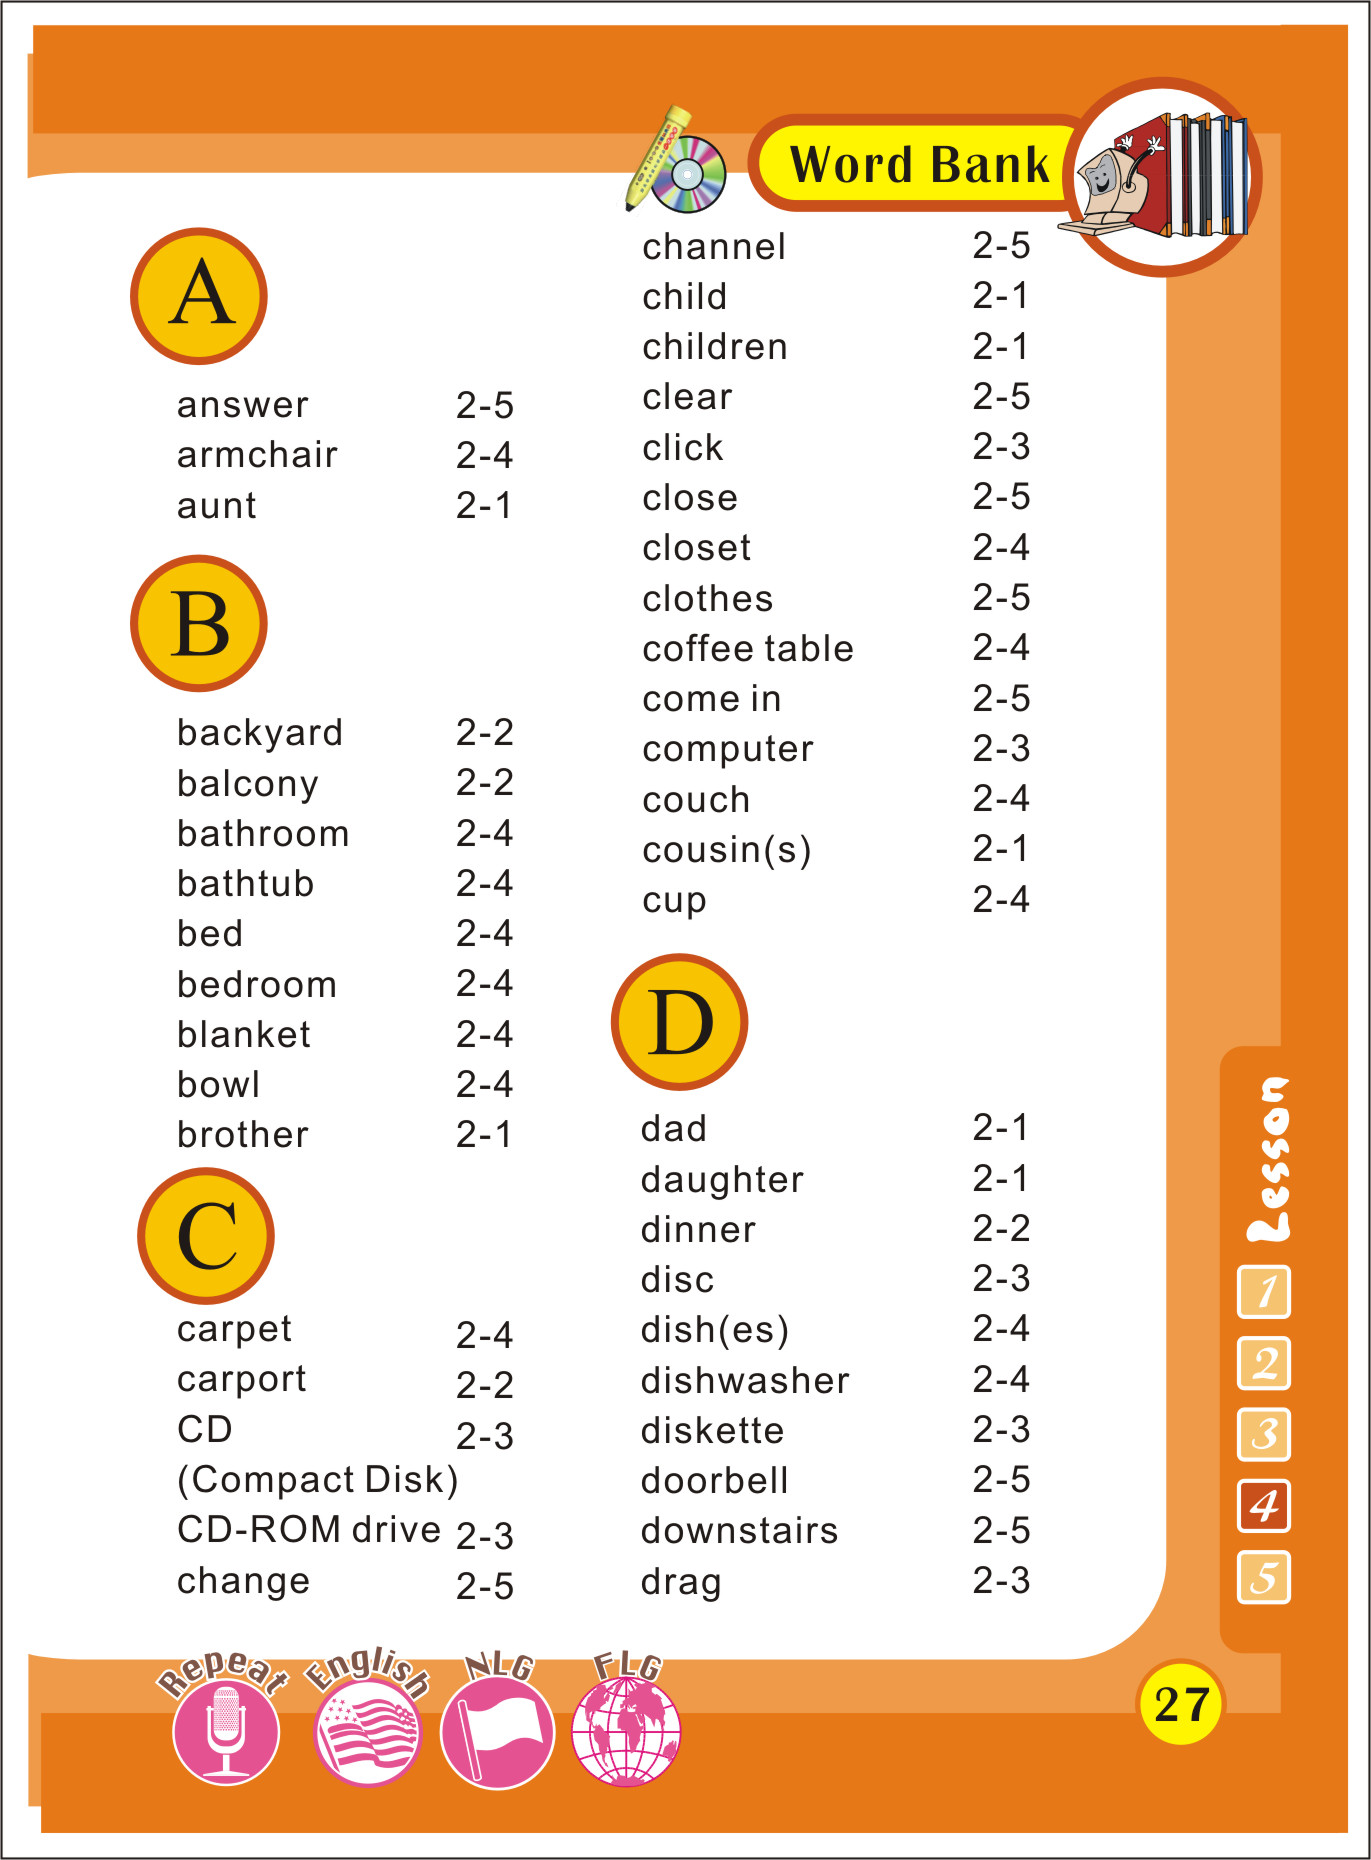 Word Bank
A
answer 2-5
armchair 2-4
aunt 2-1
B
backyard 2-2
balcony 2-2
bathroom 2-4
bathtub 2-4
bed 2-4
bedroom 2-4
blanket 2-4
bowl 2-4
brother 2-1
C
carpet 2-4
carport 2-2
CD 2-3
(Compact Disk)
CD-ROM drive 2-3
change 2-5
channel 2-5
child 2-1
children 2-1
clear 2-5
click 2-3
close 2-5
closet 2-4
clothes 2-5
coffee table 2-4
come in 2-5
computer 2-3
couch 2-4
cousin(s) 2-1
cup 2-4
D
dad 2-1
daughter 2-1
dinner 2-2
disc 2-3
dish(es) 2-4
dishwasher 2-4
diskette 2-3
doorbell 2-5
downstairs 2-5
drag 2-3
Lesson
1
2
3
4
5
Repeat
English
NLG
FLG
27